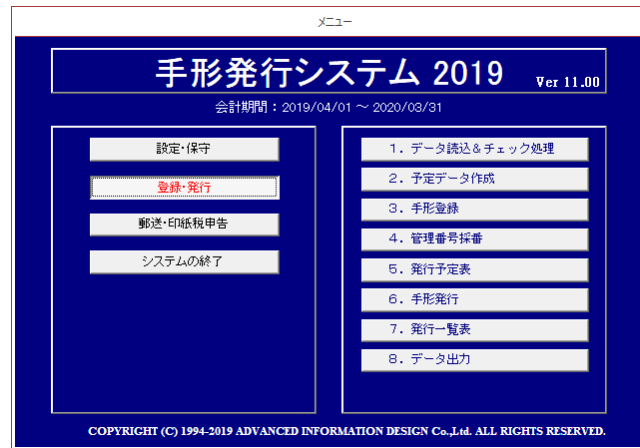 メニュー
手形発行システム 2019 Ver 11.00
会計期間：2019/04/01 ～ 2020/03/31
設定・保守
登録・発行
郵送・印紙税申告
システムの終了
1. データ読込＆チェック処理
2. 予定データ作成
3. 手形登録
4. 管理番号採番
5. 発行予定表
6. 手形発行
7. 発行一覧表
8. データ出力
COPYRIGHT (C) 1994-2019 ADVANCED INFORMATION DESIGN Co.,Ltd. ALL RIGHTS RESERVED.